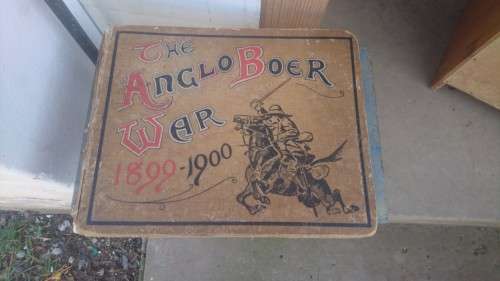 THE
ANGLO BOER
WAR
1899-1900